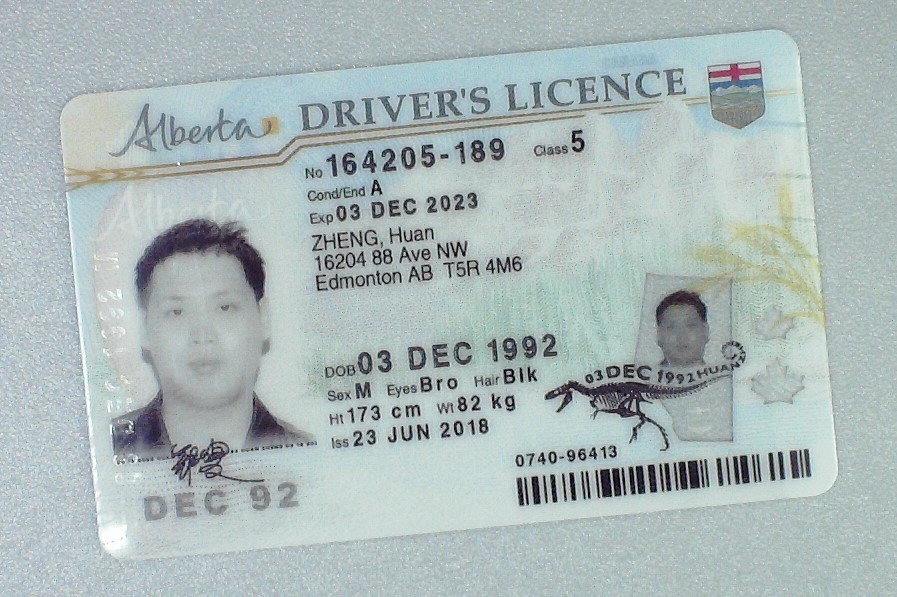 Alberta DRIVER'S LICENCE
No 164205-189 Class 5
Cond/End A
Exp 03 DEC 2023
ZHENG, Huan
16204 88 Ave NW
Edmonton AB T5R 4M6
DOB 03 DEC 1992
Sex M Eyes Bro Hair Blk
Ht 173 cm Wt 82 kg
Iss 23 JUN 2018
03 DEC 1992 HUAN
0740-96413
DEC 92
Alberta